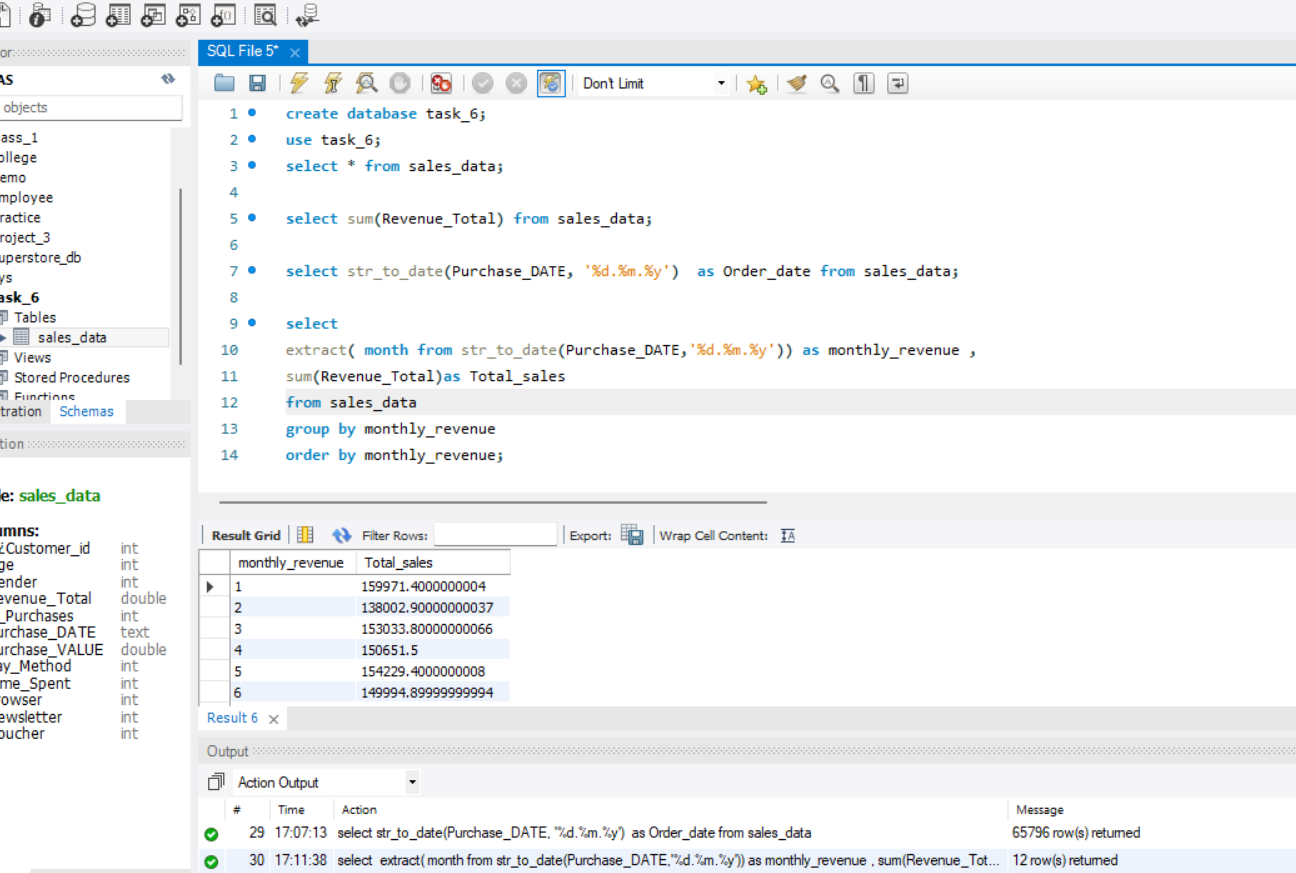 SQL File 5*
Don't Limit
objects
sales_data
Tables
Views
Stored Procedures
Functions
Schemas
1 create database task_6;
2 use task_6;
3 select * from sales_data;
4
5 select sum(Revenue_Total) from sales_data;
6
7 select str_to_date(Purchase_DATE, '%d.%m.%y')  as Order_date from sales_data;
8
9 select
10 extract( month from str_to_date(Purchase_DATE,'%d.%m.%y')) as monthly_revenue ,
11 sum(Revenue_Total)as Total_sales
12 from sales_data
13 group by monthly_revenue
14 order by monthly_revenue;
AS
ass_1
ollege
emo
mployee
ractice
roject_3
uperstore_db
ys
ask_6
tration
tion
le: sales_data
umns:
¿Customer_id int
ge int
ender int
evenue_Total double
_Purchases int
urchase_DATE text
urchase_VALUE double
ay_Method int
me_Spent int
rowser int
ewsletter int
oucher int
Result Grid Filter Rows: Export: Wrap Cell Content:
monthly_revenue Total_sales
1 159971.4000000004
2 138002.90000000037
3 153033.80000000066
4 150651.5
5 154229.4000000008
6 149994.89999999994
Result 6
Output
Action Output
# Time Action Message
29 17:07:13 select str_to_date(Purchase_DATE, '%d.%m.%y')  as Order_date from sales_data 65796 row(s) returned
30 17:11:38 select  extract( month from str_to_date(Purchase_DATE,'%d.%m.%y')) as monthly_revenue , sum(Revenue_Tot... 12 row(s) returned